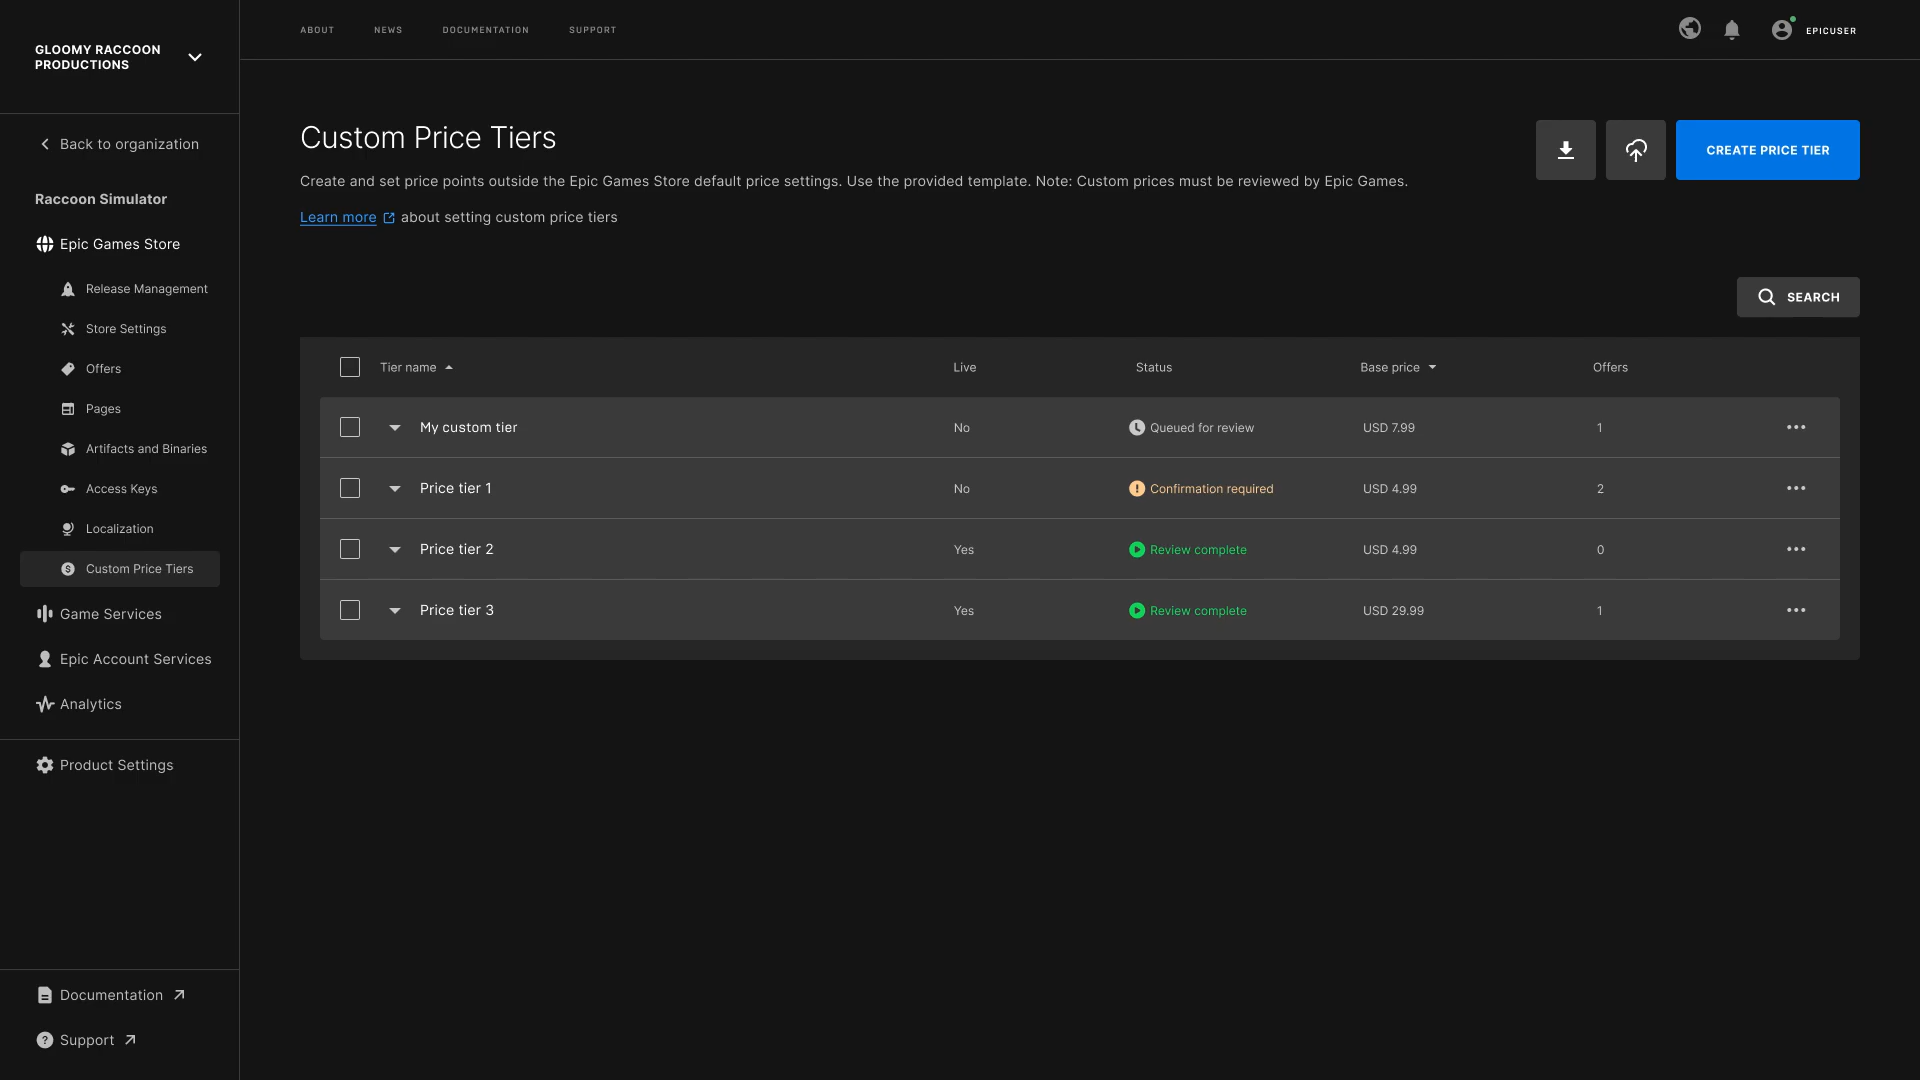 GLOOMY RACCOON
PRODUCTIONS
ABOUT NEWS DOCUMENTATION SUPPORT
EPICUSER
Back to organization
Raccoon Simulator
Epic Games Store
Release Management
Store Settings
Offers
Pages
Artifacts and Binaries
Access Keys
Localization
Custom Price Tiers
Game Services
Epic Account Services
Analytics
Product Settings
Documentation
Support
Custom Price Tiers
Create and set price points outside the Epic Games Store default price settings. Use the provided template. Note: Custom prices must be reviewed by Epic Games.
Learn more about setting custom price tiers
CREATE PRICE TIER
SEARCH
Tier name Live Status Base price Offers
My custom tier No Queued for review USD 7.99 1
Price tier 1 No Confirmation required USD 4.99 2
Price tier 2 Yes Review complete USD 4.99 0
Price tier 3 Yes Review complete USD 29.99 1